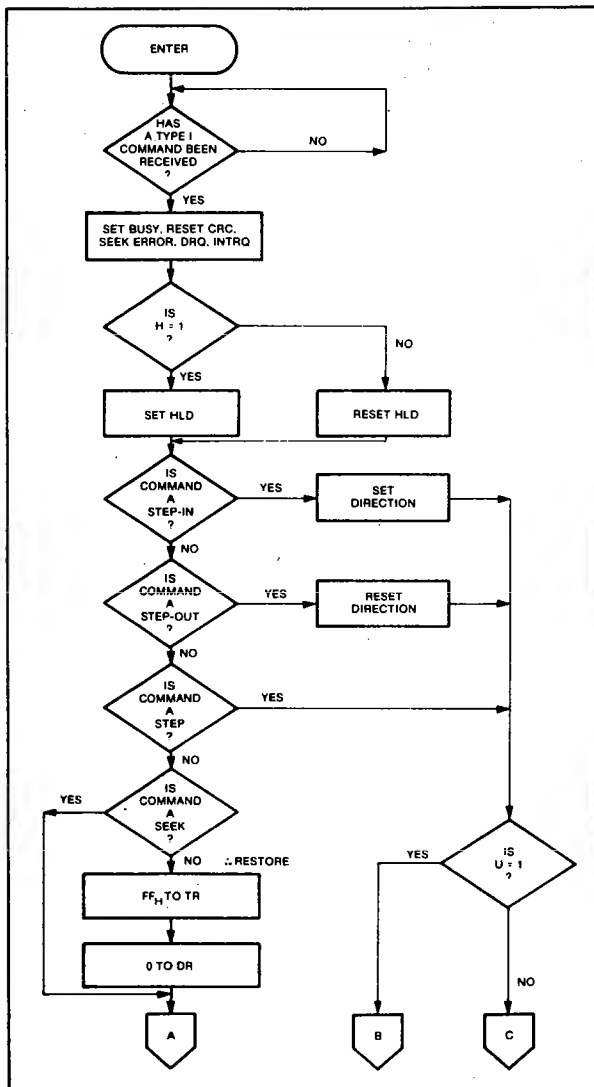 ENTER
HAS
A TYPE I
COMMAND BEEN
RECEIVED
?
NO
YES
SET BUSY, RESET CRC,
SEEK ERROR, DRQ, INTRQ
IS
H = 1
?
NO
YES
SET HLD
RESET HLD
IS
COMMAND
A
STEP-IN
?
YES
SET
DIRECTION
NO
IS
COMMAND
A
STEP-OUT
?
YES
RESET
DIRECTION
NO
IS
COMMAND
A
STEP
?
YES
NO
YES
IS
COMMAND
A
SEEK
?
NO ∴ RESTORE
YES
IS
U = 1
?
FFH TO TR
0 TO DR
NO
A
B
C